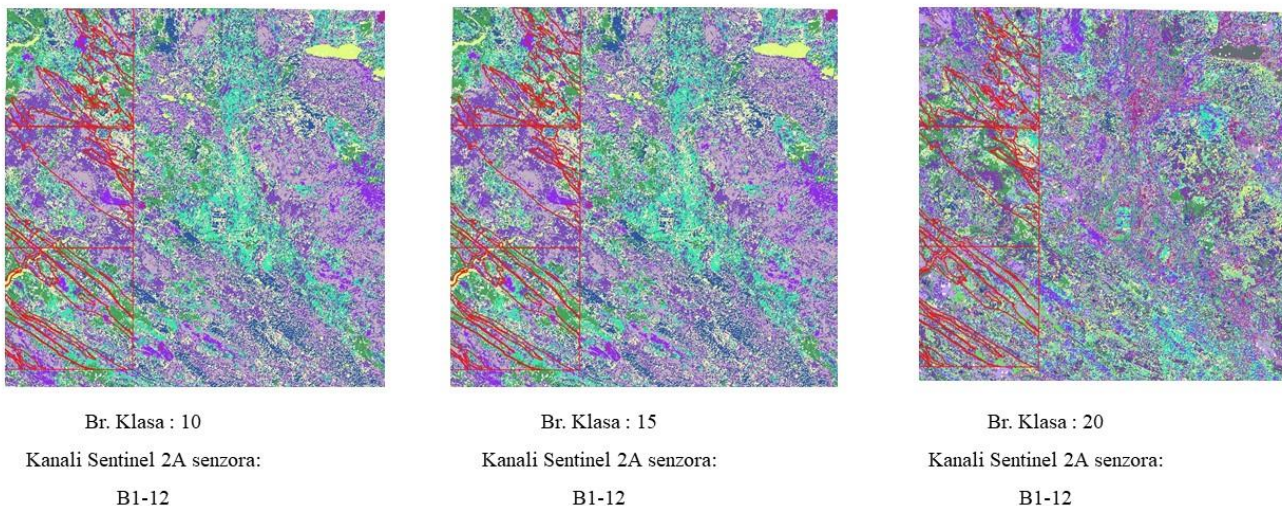 Br. Klasa : 10
Kanali Sentinel 2A senzora:
B1-12
Br. Klasa : 15
Kanali Sentinel 2A senzora:
B1-12
Br. Klasa : 20
Kanali Sentinel 2A senzora:
B1-12